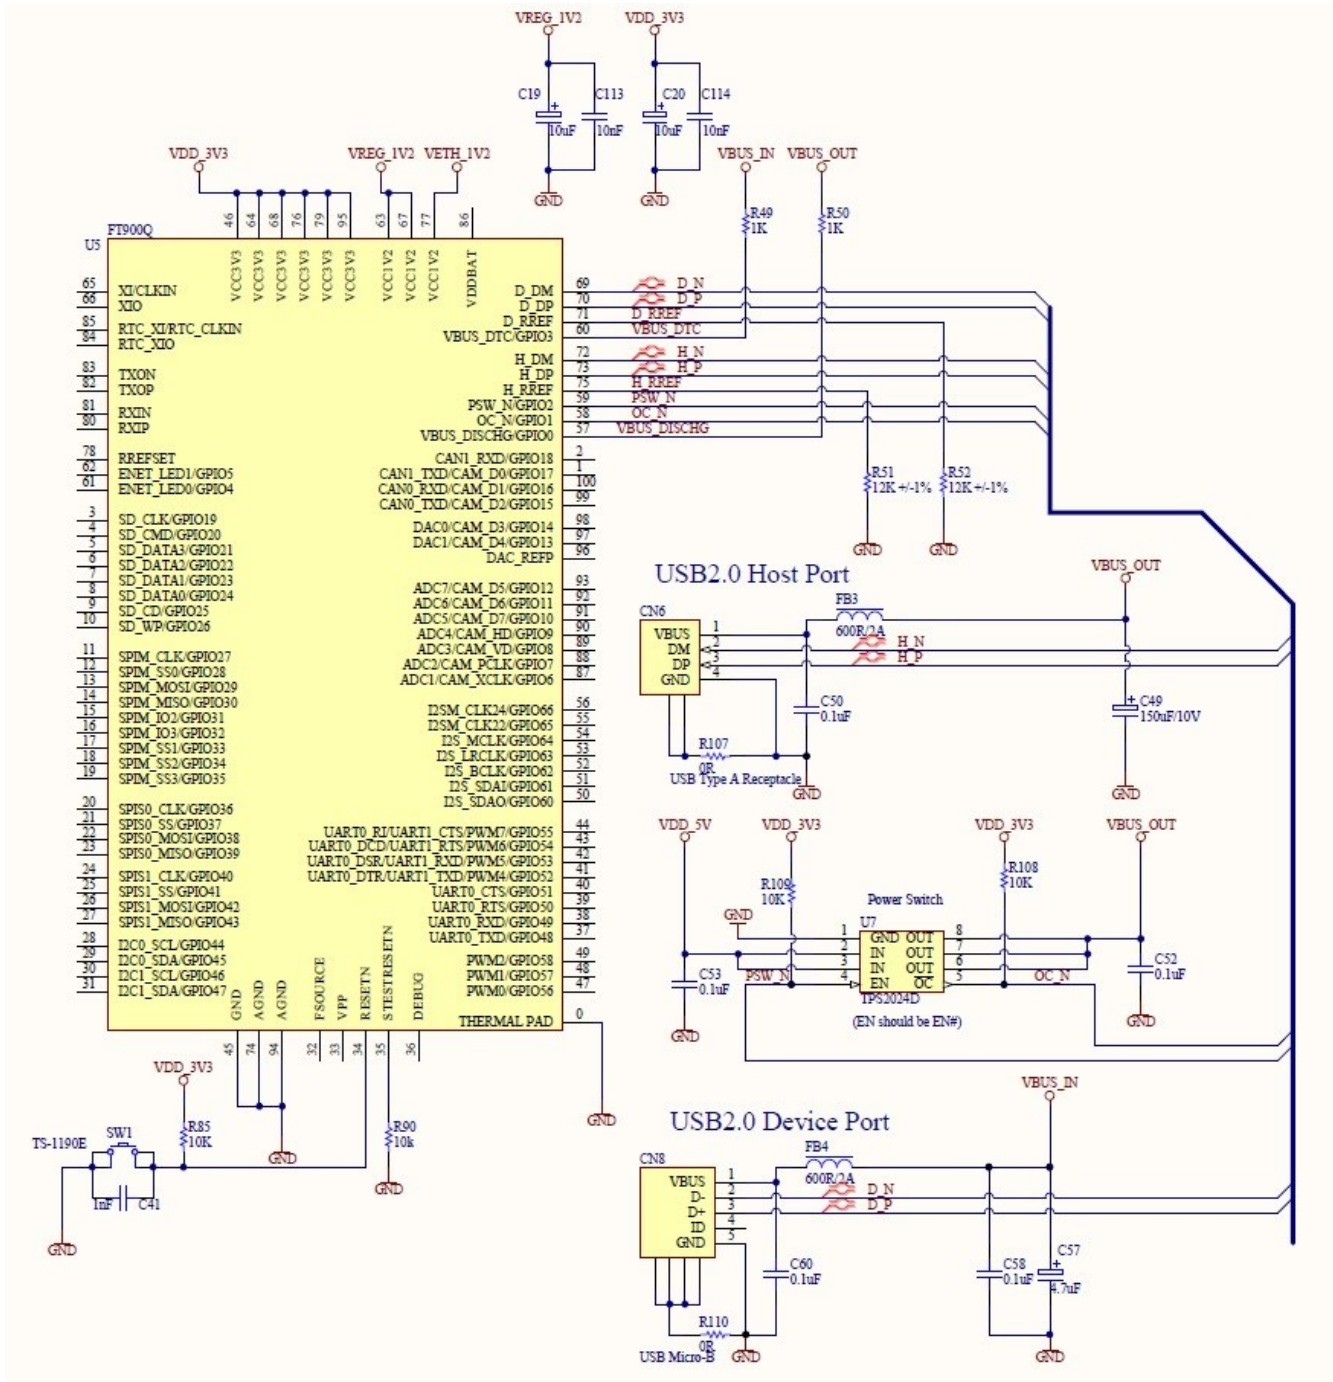 VREG_1V2
VDD_3V3
C19
+
10uF
C113
10nF
C20
+
10uF
C114
10nF
GND
GND
VDD_3V3
VREG_1V2
VETH_1V2
VBUS_IN
VBUS_OUT
R49
1K
R50
1K
U5
FT900Q
46 64 68 76 79 95 63 67 77 86
VCC3V3
VCC3V3
VCC3V3
VCC3V3
VCC3V3
VCC3V3
VCC1V2
VCC1V2
VCC1V2
VDDBAT
65 XI/CLKIN
66 XIO
85 RTC_XI/RTC_CLKIN
84 RTC_XIO
83 TXON
82 TXOP
81 RXIN
80 RXIP
78 RREFSET
62 ENET_LED1/GPIO5
61 ENET_LED0/GPIO4
3 SD_CLK/GPIO19
4 SD_CMD/GPIO20
5 SD_DATA3/GPIO21
6 SD_DATA2/GPIO22
7 SD_DATA1/GPIO23
8 SD_DATA0/GPIO24
9 SD_CD/GPIO25
10 SD_WP/GPIO26
11 SPIM_CLK/GPIO27
12 SPIM_SS0/GPIO28
13 SPIM_MOSI/GPIO29
14 SPIM_MISO/GPIO30
15 SPIM_IO2/GPIO31
16 SPIM_IO3/GPIO32
17 SPIM_SS1/GPIO33
18 SPIM_SS2/GPIO34
19 SPIM_SS3/GPIO35
20 SPIS0_CLK/GPIO36
21 SPIS0_SS/GPIO37
22 SPIS0_MOSI/GPIO38
23 SPIS0_MISO/GPIO39
24 SPIS1_CLK/GPIO40
25 SPIS1_SS/GPIO41
26 SPIS1_MOSI/GPIO42
27 SPIS1_MISO/GPIO43
28 I2C0_SCL/GPIO44
29 I2C0_SDA/GPIO45
30 I2C1_SCL/GPIO46
31 I2C1_SDA/GPIO47
D_DM 69 D_N
D_DP 70 D_P
D_RREF 71 D_RREF
VBUS_DTC/GPIO3 60 VBUS_DTC
H_DM 72 H_N
H_DP 73 H_P
H_RREF 75 H_RREF
PSW_N/GPIO2 59 PSW_N
OC_N/GPIO1 58 OC_N
VBUS_DISCHG/GPIO0 57 VBUS_DISCHG
CAN1_RXD/GPIO18 2
CAN1_TXD/CAM_D0/GPIO17 1
CAN0_RXD/CAM_D1/GPIO16 100
CAN0_TXD/CAM_D2/GPIO15 99
DAC0/CAM_D3/GPIO14 98
DAC1/CAM_D4/GPIO13 97
DAC_REFP 96
ADC7/CAM_D5/GPIO12 93
ADC6/CAM_D6/GPIO11 92
ADC5/CAM_D7/GPIO10 91
ADC4/CAM_HD/GPIO9 90
ADC3/CAM_VD/GPIO8 89
ADC2/CAM_PCLK/GPIO7 88
ADC1/CAM_XCLK/GPIO6 87
I2SM_CLK24/GPIO66 56
I2SM_CLK22/GPIO65 55
I2S_MCLK/GPIO64 54
I2S_LRCLK/GPIO63 53
I2S_BCLK/GPIO62 52
I2S_SDAI/GPIO61 51
I2S_SDAO/GPIO60 50
UART0_RI/UART1_CTS/PWM7/GPIO55 44
UART0_DCD/UART1_RTS/PWM6/GPIO54 43
UART0_DSR/UART1_RXD/PWM5/GPIO53 42
UART0_DTR/UART1_TXD/PWM4/GPIO52 41
UART0_CTS/GPIO51 40
UART0_RTS/GPIO50 39
UART0_RXD/GPIO49 38
UART0_TXD/GPIO48 37
PWM2/GPIO58 49
PWM1/GPIO57 48
PWM0/GPIO56 47
THERMAL PAD 0
GND
AGND
AGND
FSOURCE
VPP
RESETN
STESTRESETN
DEBUG
45 74 94 32 33 34 35 36
R51
12K +/-1%
R52
12K +/-1%
GND
GND
USB2.0 Host Port
VBUS_OUT
CN6
FB3
600R/2A
VBUS 1
DM 2 H_N
DP 3 H_P
GND 4
C50
0.1uF
+
C49
150uF/10V
R107
0R
USB Type A Receptacle
GND
GND
VDD_5V
VDD_3V3
VDD_3V3
VBUS_OUT
R109
10K
R108
10K
Power Switch
GND
U7
1 GND OUT 8
2 IN OUT 7
3 IN OUT 6
PSW_N 4 EN OC 5 OC_N
TPS2024D
(EN should be EN#)
C53
0.1uF
C52
0.1uF
GND
GND
VDD_3V3
R85
10K
SW1
TS-1190E
1nF
C41
GND
GND
R90
10k
GND
GND
USB2.0 Device Port
VBUS_IN
CN8
FB4
600R/2A
VBUS 1
D- 2 D_N
D+ 3 D_P
ID 4
GND 5
C60
0.1uF
C58
0.1uF
C57
+
4.7uF
R110
0R
USB Micro-B
GND
GND